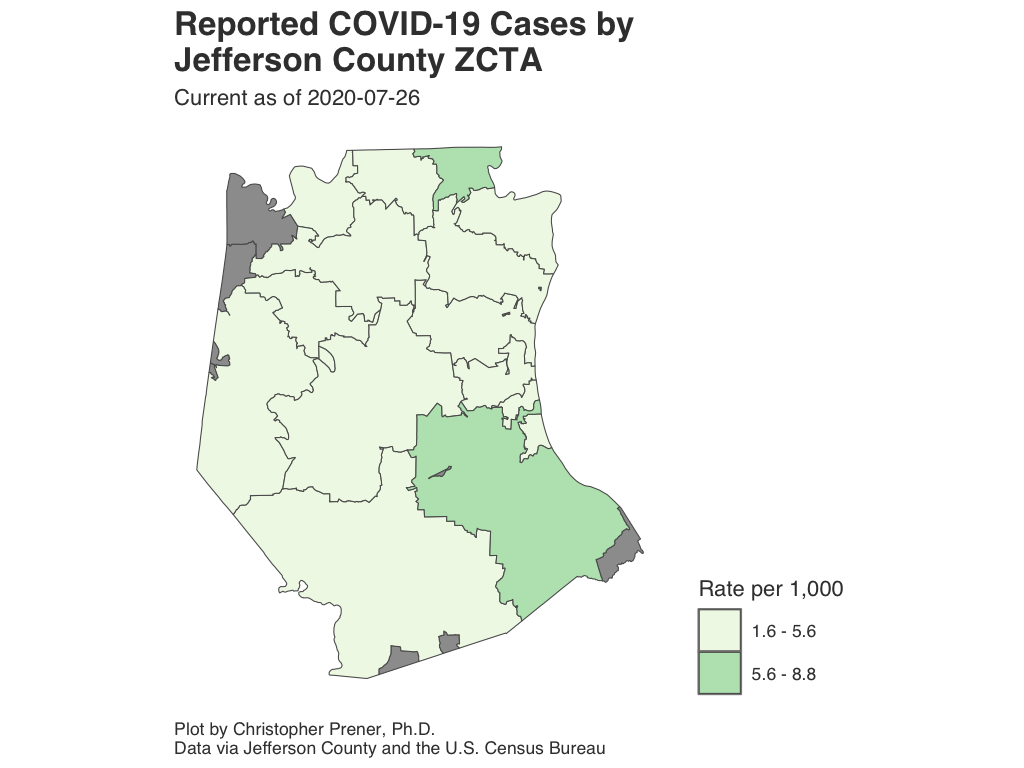 Reported COVID-19 Cases by
Jefferson County ZCTA
Current as of 2020-07-26
Rate per 1,000
1.6 - 5.6
5.6 - 8.8
Plot by Christopher Prener, Ph.D.
Data via Jefferson County and the U.S. Census Bureau